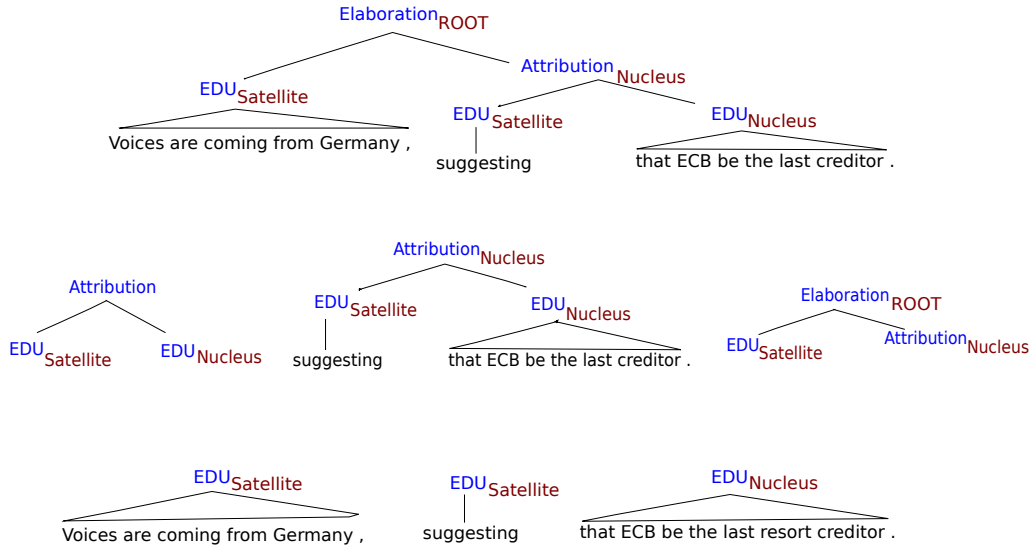 Elaboration ROOT
Attribution Nucleus
EDU Satellite
EDU Satellite
EDU Nucleus
Voices are coming from Germany ,
suggesting
that ECB be the last creditor .
Attribution Nucleus
Attribution
EDU Satellite
EDU Nucleus
Elaboration ROOT
EDU Satellite
EDU Nucleus
EDU Satellite
Attribution Nucleus
suggesting
that ECB be the last creditor .
EDU Satellite
EDU Satellite
EDU Nucleus
Voices are coming from Germany ,
suggesting
that ECB be the last resort creditor .